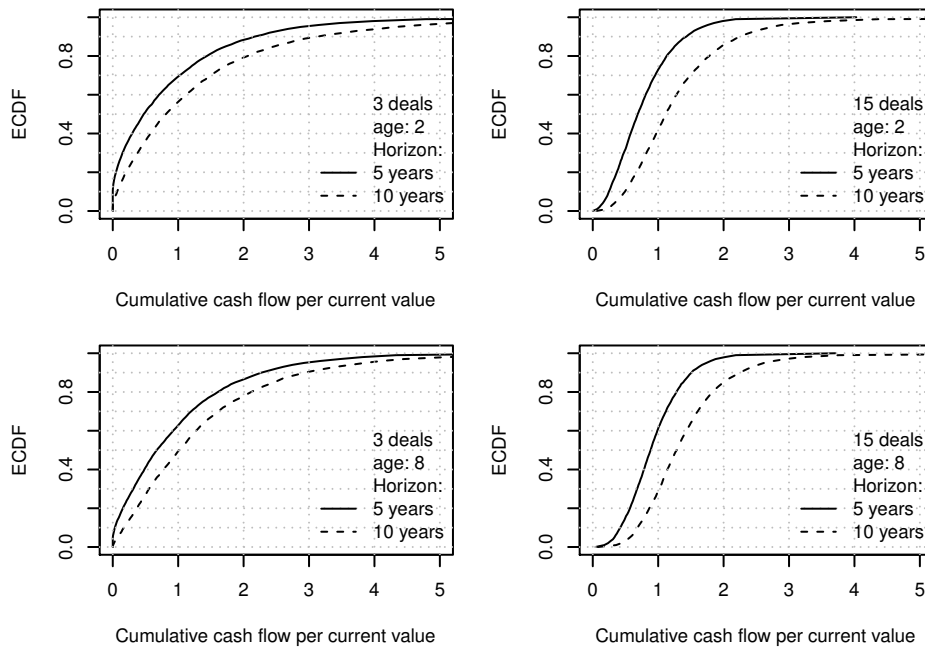 ECDF
0.0 0.4 0.8
3 deals
age: 2
Horizon:
5 years
10 years
0 1 2 3 4 5
Cumulative cash flow per current value
ECDF
0.0 0.4 0.8
15 deals
age: 2
Horizon:
5 years
10 years
0 1 2 3 4 5
Cumulative cash flow per current value
ECDF
0.0 0.4 0.8
3 deals
age: 8
Horizon:
5 years
10 years
0 1 2 3 4 5
Cumulative cash flow per current value
ECDF
0.0 0.4 0.8
15 deals
age: 8
Horizon:
5 years
10 years
0 1 2 3 4 5
Cumulative cash flow per current value